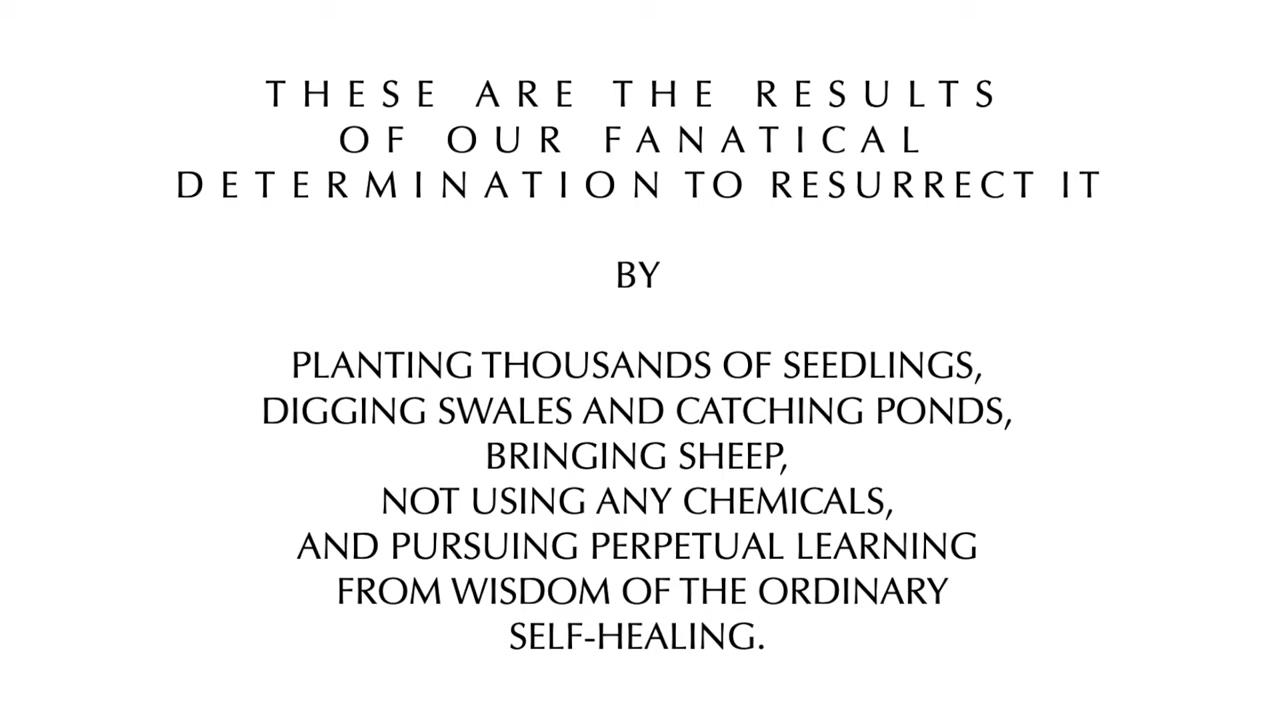 THESE ARE THE RESULTS
OF OUR FANATICAL
DETERMINATION TO RESURRECT IT
BY
PLANTING THOUSANDS OF SEEDLINGS,
DIGGING SWALES AND CATCHING PONDS,
BRINGING SHEEP,
NOT USING ANY CHEMICALS,
AND PURSUING PERPETUAL LEARNING
FROM WISDOM OF THE ORDINARY
SELF-HEALING.